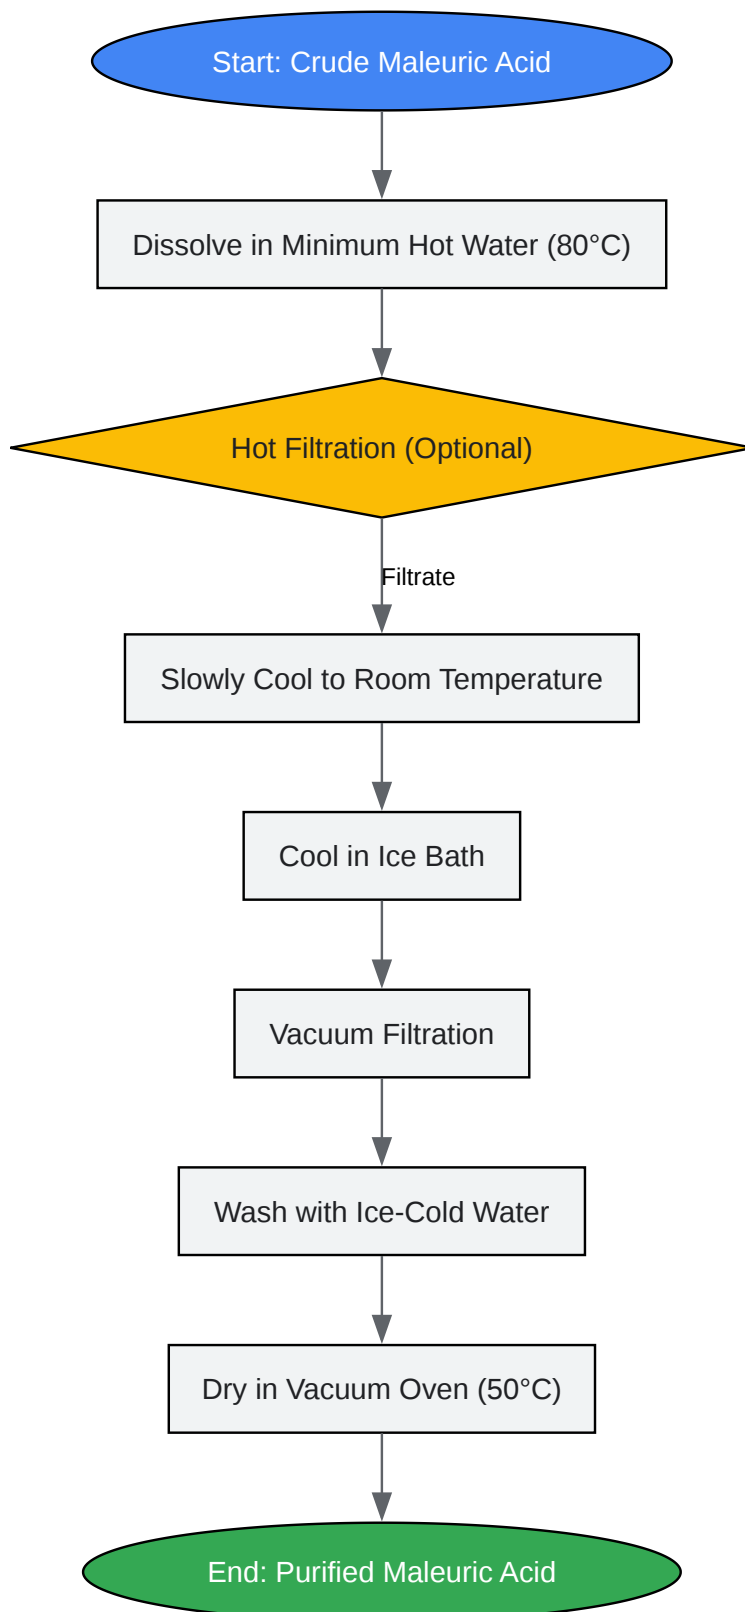 Start: Crude Maleuric Acid
Dissolve in Minimum Hot Water (80°C)
Hot Filtration (Optional)
Filtrate
Slowly Cool to Room Temperature
Cool in Ice Bath
Vacuum Filtration
Wash with Ice-Cold Water
Dry in Vacuum Oven (50°C)
End: Purified Maleuric Acid